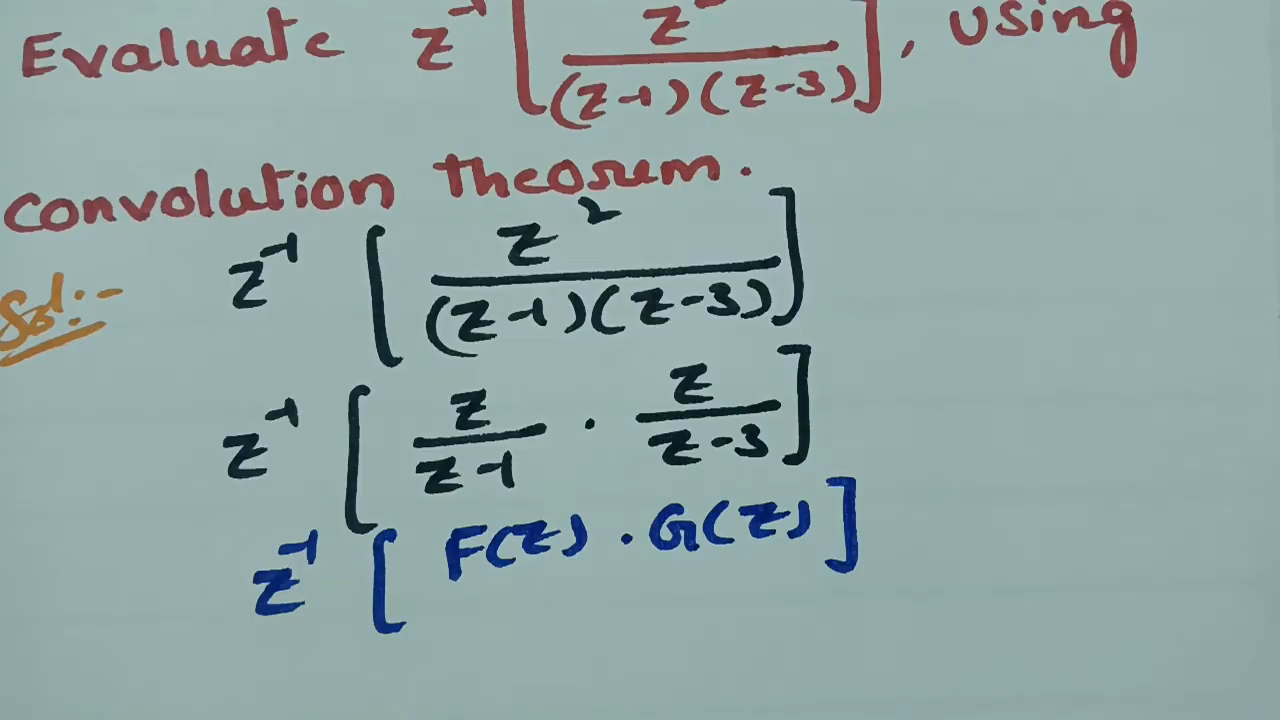 Evaluate z⁻¹ [ z² / (z-1)(z-3) ], using
convolution theorem.
Sol:- z⁻¹ [ z² / (z-1)(z-3) ]
z⁻¹ [ z / z-1 · z / z-3 ]
z⁻¹ [ F(z) · G(z) ]